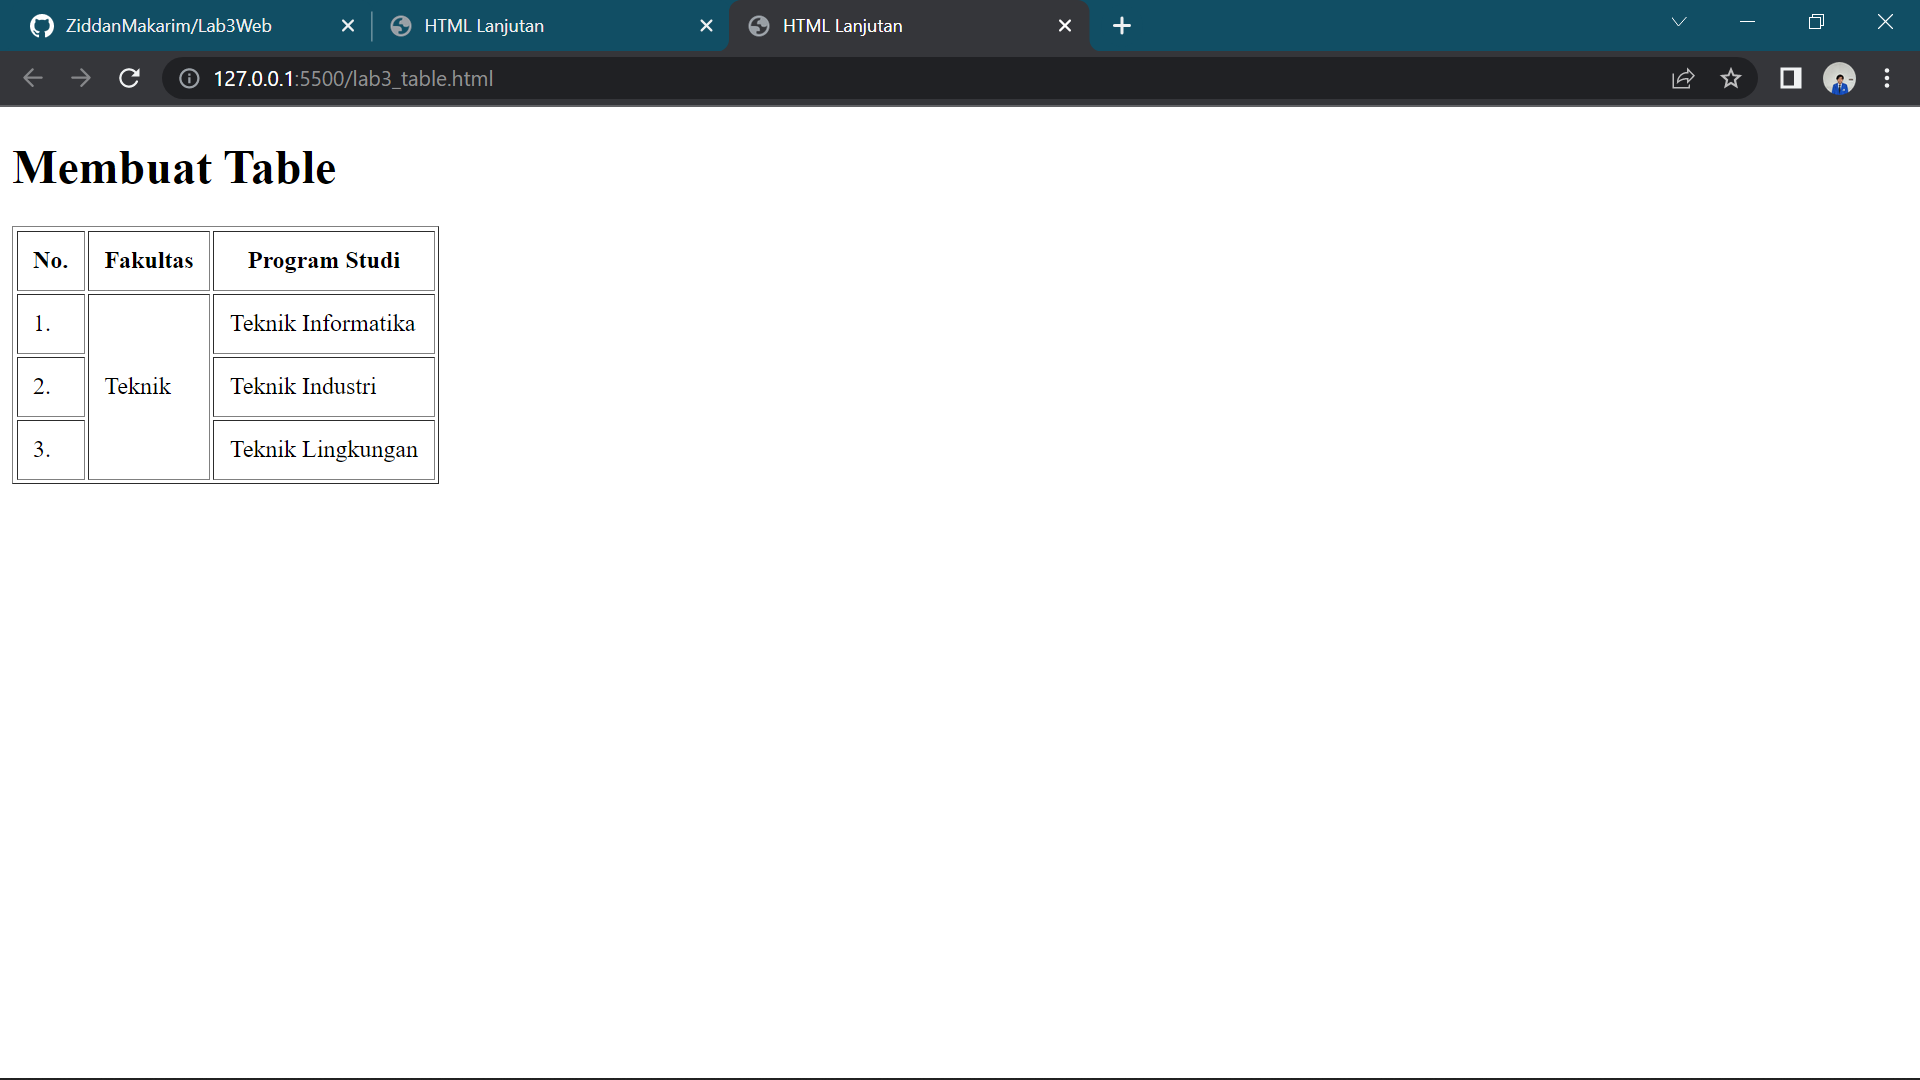 ZiddanMakarim/Lab3Web
HTML Lanjutan
HTML Lanjutan
127.0.0.1:5500/lab3_table.html
Membuat Table
No. Fakultas Program Studi
1. Teknik Informatika
2. Teknik Teknik Industri
3. Teknik Lingkungan